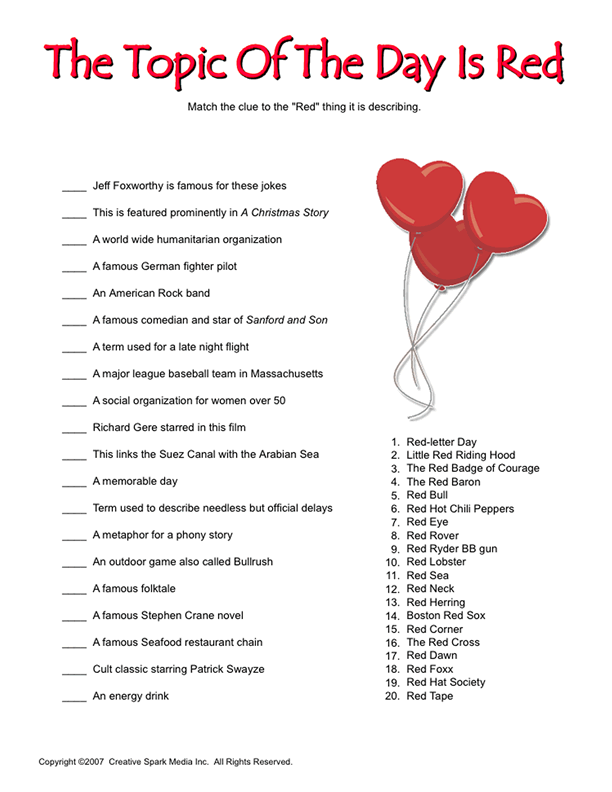 The Topic Of The Day Is Red
Match the clue to the "Red" thing it is describing.
____ Jeff Foxworthy is famous for these jokes
____ This is featured prominently in A Christmas Story
____ A world wide humanitarian organization
____ A famous German fighter pilot
____ An American Rock band
____ A famous comedian and star of Sanford and Son
____ A term used for a late night flight
____ A major league baseball team in Massachusetts
____ A social organization for women over 50
____ Richard Gere starred in this film
____ This links the Suez Canal with the Arabian Sea
____ A memorable day
____ Term used to describe needless but official delays
____ A metaphor for a phony story
____ An outdoor game also called Bullrush
____ A famous folktale
____ A famous Stephen Crane novel
____ A famous Seafood restaurant chain
____ Cult classic starring Patrick Swayze
____ An energy drink
1. Red-letter Day
2. Little Red Riding Hood
3. The Red Badge of Courage
4. The Red Baron
5. Red Bull
6. Red Hot Chili Peppers
7. Red Eye
8. Red Rover
9. Red Ryder BB gun
10. Red Lobster
11. Red Sea
12. Red Neck
13. Red Herring
14. Boston Red Sox
15. Red Corner
16. The Red Cross
17. Red Dawn
18. Red Foxx
19. Red Hat Society
20. Red Tape
Copyright ©2007 Creative Spark Media Inc. All Rights Reserved.